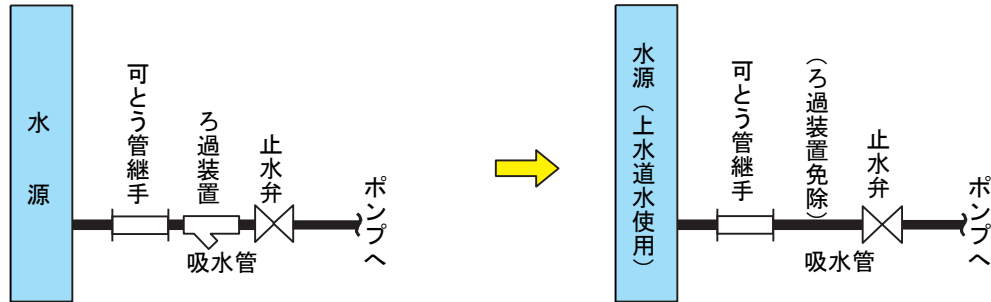 水源
可とう管継手
ろ過装置
止水弁
吸水管
ポンプへ
水源（上水道水使用）
可とう管継手
（ろ過装置免除）
止水弁
吸水管
ポンプへ